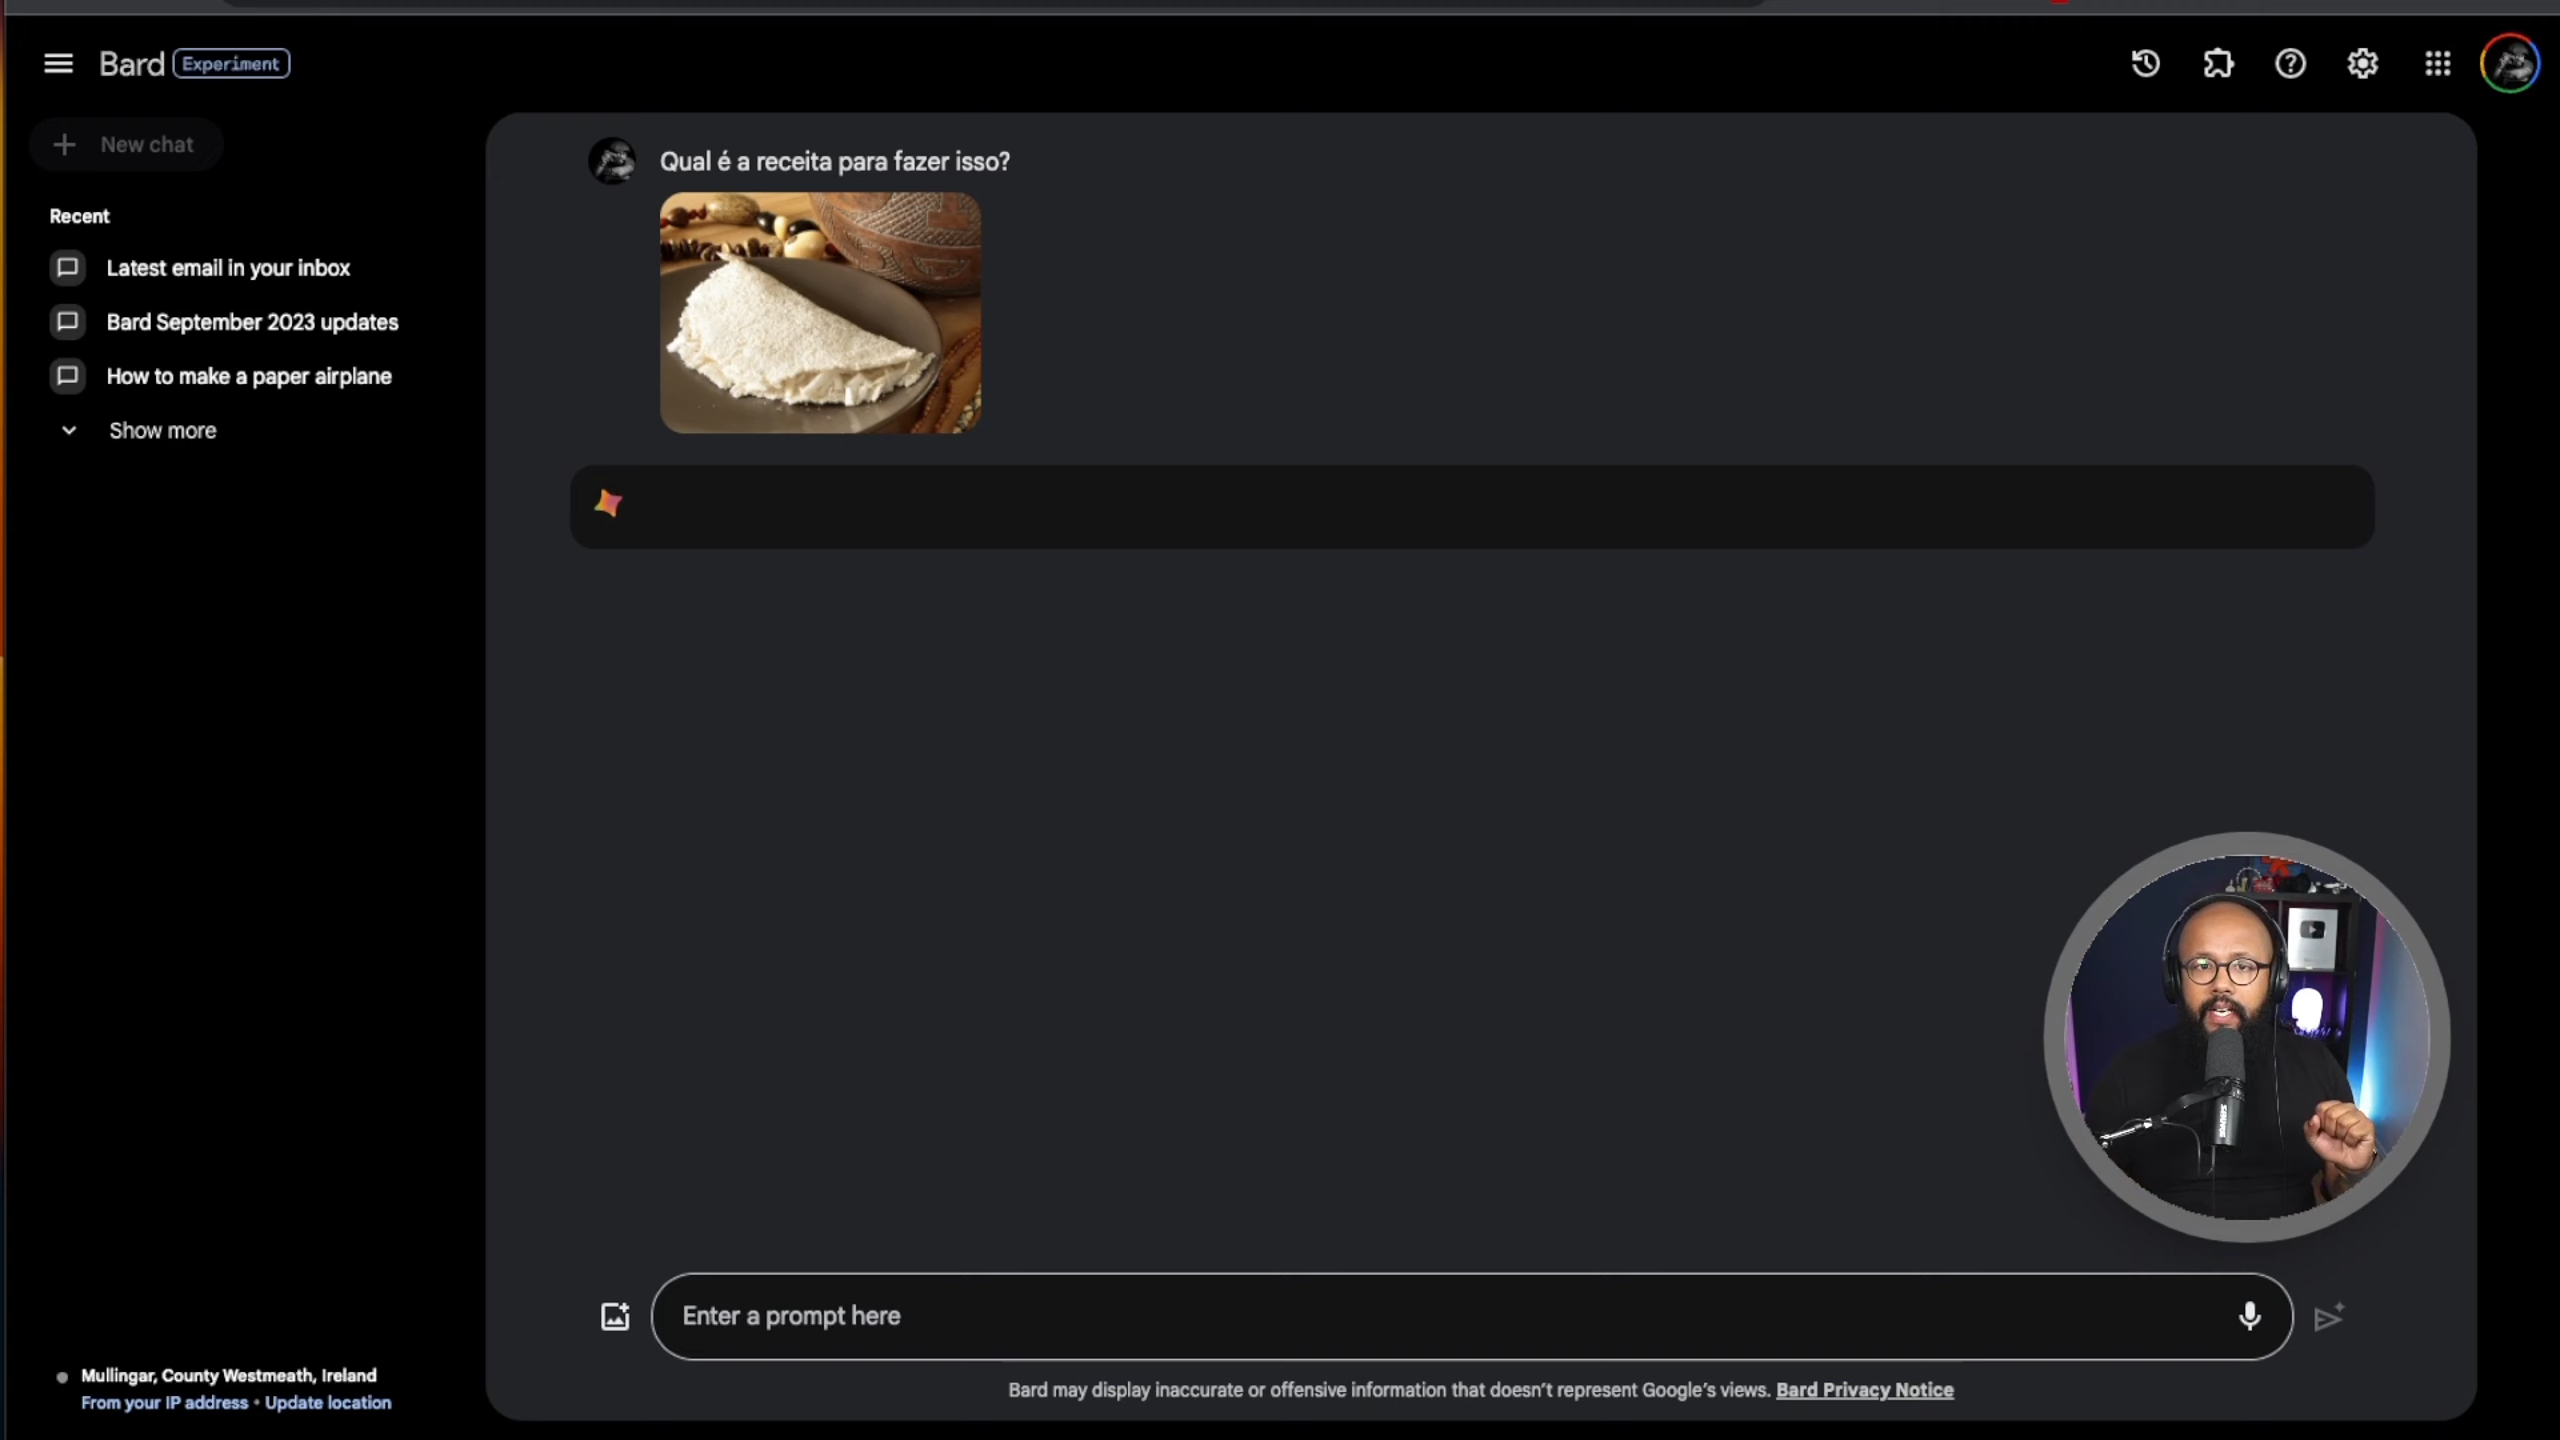 Bard Experiment
New chat
Recent
Latest email in your inbox
Bard September 2023 updates
How to make a paper airplane
Show more
Qual é a receita para fazer isso?
Enter a prompt here
Mullingar, County Westmeath, Ireland
From your IP address • Update location
Bard may display inaccurate or offensive information that doesn't represent Google's views. Bard Privacy Notice
SHURE